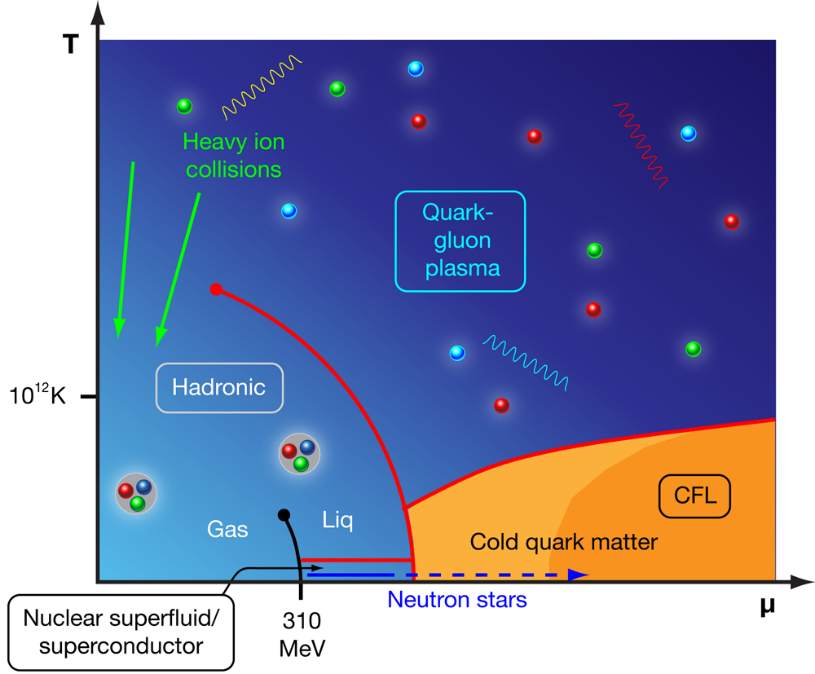 T
Heavy ion
collisions
Quark-
gluon
plasma
10¹²K
Hadronic
CFL
Gas
Liq
Cold quark matter
Neutron stars
μ
Nuclear superfluid/
superconductor
310
MeV